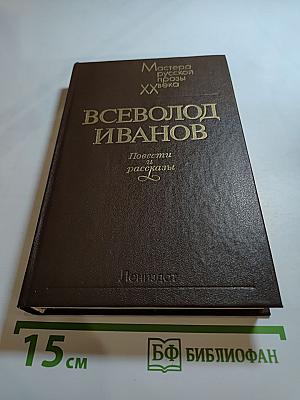 Мастера
русской
прозы
XX века
ВСЕВОЛОД
ИВАНОВ
Повести
и
рассказы
Лениздат
15 см
БФ БИБЛИОФАН